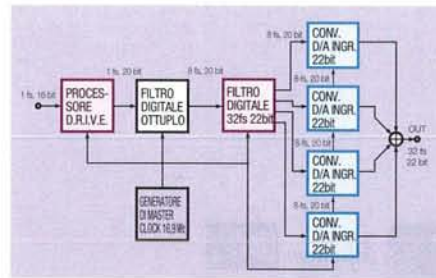 1 fs, 16 bit
PROCES-
SORE
D.R.I.V.E.
1 fs, 20 bit
FILTRO
DIGITALE
OTTUPLO
8 fs, 20 bit
FILTRO
DIGITALE
32fs 22bit
GENERATORE
DI MASTER
CLOCK 16,9 MHz
8 fs, 20 bit
CONV.
D/A INGR.
22bit
8 fs, 20 bit
CONV.
D/A INGR.
22bit
8 fs, 20 bit
CONV.
D/A INGR.
22bit
8 fs, 20 bit
CONV.
D/A INGR.
22bit
OUT
32 fs
22 bit